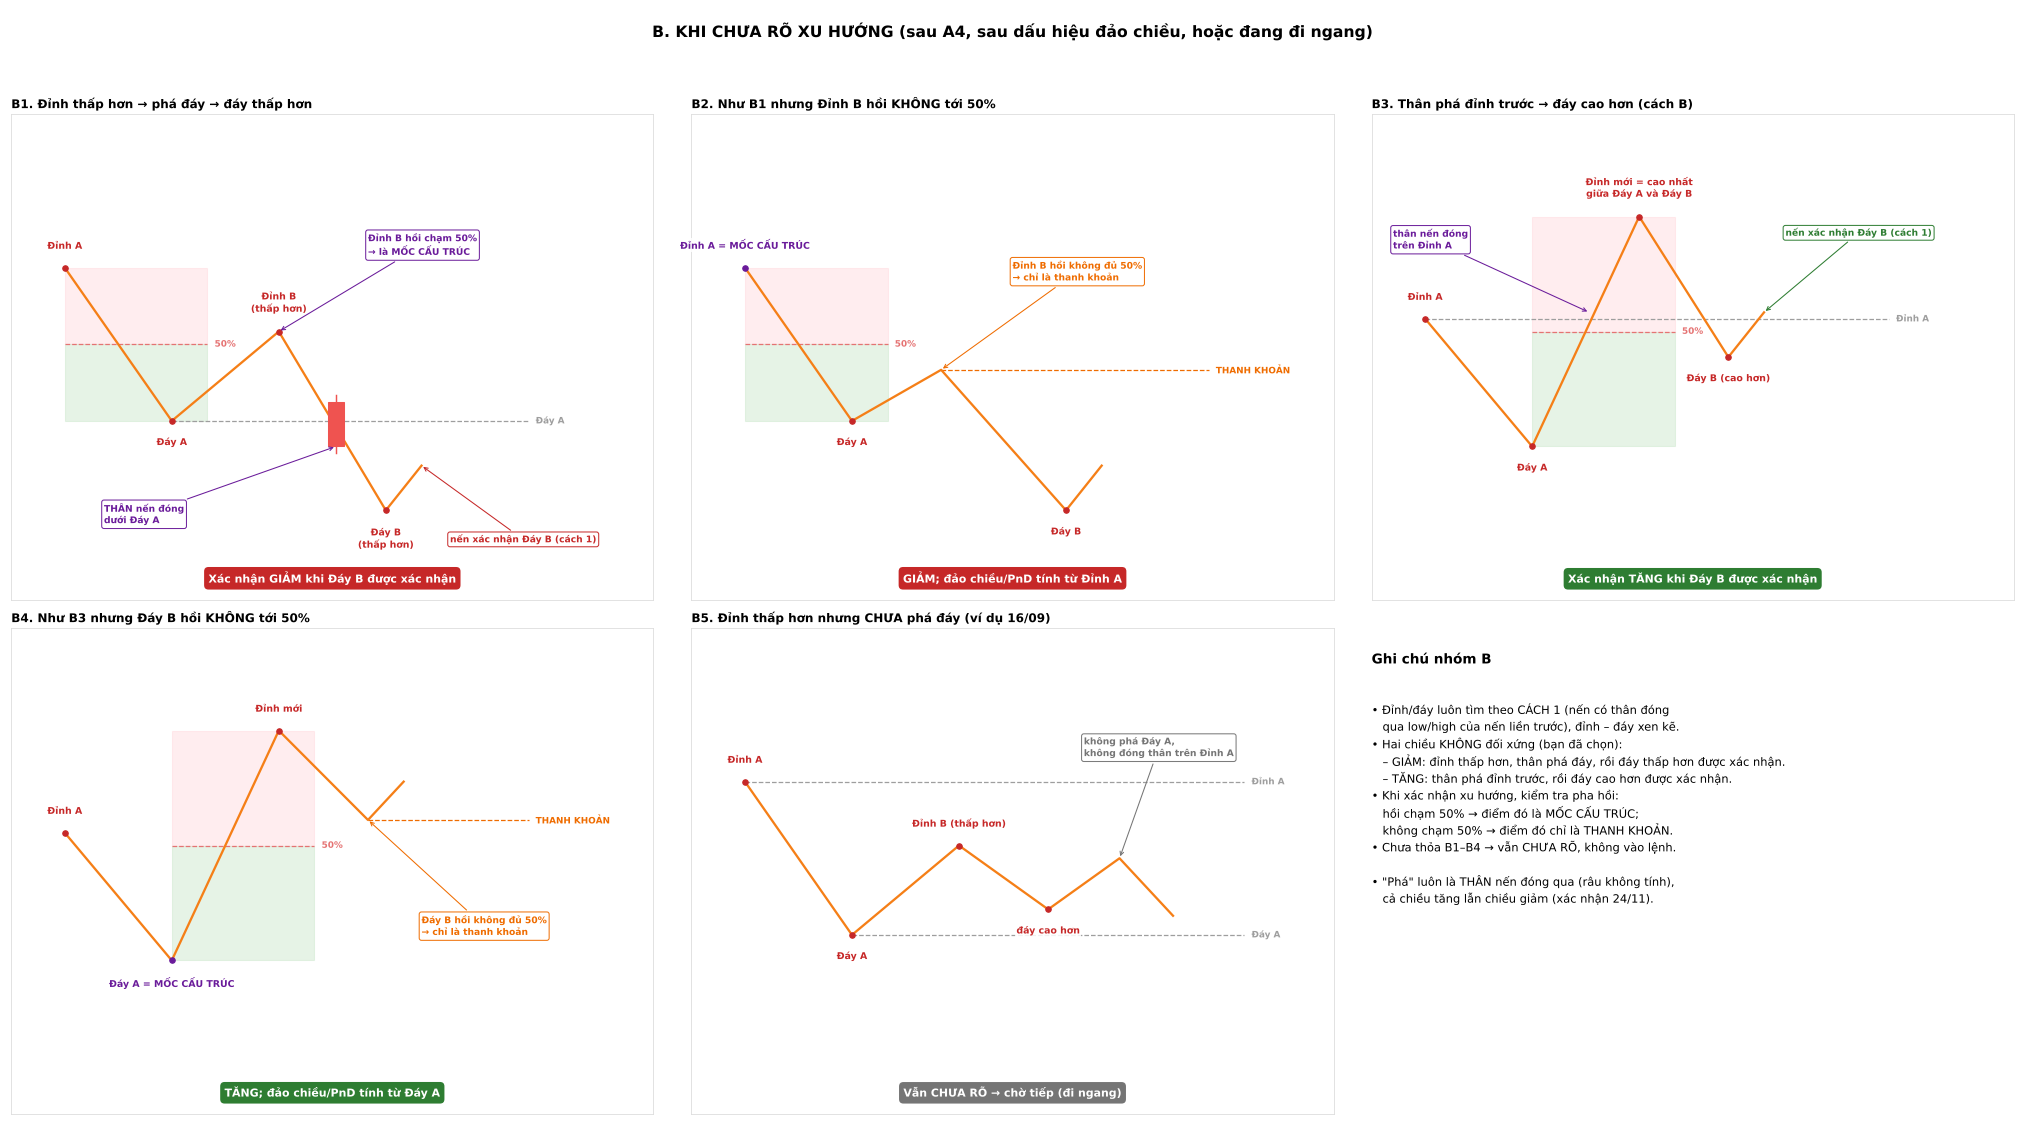 B. KHI CHƯA RÕ XU HƯỚNG (sau A4, sau dấu hiệu đảo chiều, hoặc đang đi ngang)
B1. Đỉnh thấp hơn → phá đáy → đáy thấp hơn
Đỉnh A
Đỉnh B hồi chạm 50%
→ là MỐC CẤU TRÚC
Đỉnh B
(thấp hơn)
50%
Đáy A
Đáy A
THÂN nến đóng
dưới Đáy A
Đáy B
(thấp hơn)
nến xác nhận Đáy B (cách 1)
Xác nhận GIẢM khi Đáy B được xác nhận
B2. Như B1 nhưng Đỉnh B hồi KHÔNG tới 50%
Đỉnh A = MỐC CẤU TRÚC
Đỉnh B hồi không đủ 50%
→ chỉ là thanh khoản
50%
THANH KHOẢN
Đáy A
Đáy B
GIẢM; đảo chiều/PnD tính từ Đỉnh A
B3. Thân phá đỉnh trước → đáy cao hơn (cách B)
Đỉnh mới = cao nhất
giữa Đáy A và Đáy B
thân nến đóng
trên Đỉnh A
nến xác nhận Đáy B (cách 1)
Đỉnh A
Đỉnh A
50%
Đáy B (cao hơn)
Đáy A
Xác nhận TĂNG khi Đáy B được xác nhận
B4. Như B3 nhưng Đáy B hồi KHÔNG tới 50%
Đỉnh mới
Đỉnh A
THANH KHOẢN
50%
Đáy B hồi không đủ 50%
→ chỉ là thanh khoản
Đáy A = MỐC CẤU TRÚC
TĂNG; đảo chiều/PnD tính từ Đáy A
B5. Đỉnh thấp hơn nhưng CHƯA phá đáy (ví dụ 16/09)
không phá Đáy A,
không đóng thân trên Đỉnh A
Đỉnh A
Đỉnh A
Đỉnh B (thấp hơn)
đáy cao hơn
Đáy A
Đáy A
Vẫn CHƯA RÕ → chờ tiếp (đi ngang)
Ghi chú nhóm B
• Đỉnh/đáy luôn tìm theo CÁCH 1 (nến có thân đóng
qua low/high của nến liền trước), đỉnh – đáy xen kẽ.
• Hai chiều KHÔNG đối xứng (bạn đã chọn):
– GIẢM: đỉnh thấp hơn, thân phá đáy, rồi đáy thấp hơn được xác nhận.
– TĂNG: thân phá đỉnh trước, rồi đáy cao hơn được xác nhận.
• Khi xác nhận xu hướng, kiểm tra pha hồi:
hồi chạm 50% → điểm đó là MỐC CẤU TRÚC;
không chạm 50% → điểm đó chỉ là THANH KHOẢN.
• Chưa thỏa B1–B4 → vẫn CHƯA RÕ, không vào lệnh.
• "Phá" luôn là THÂN nến đóng qua (râu không tính),
cả chiều tăng lẫn chiều giảm (xác nhận 24/11).